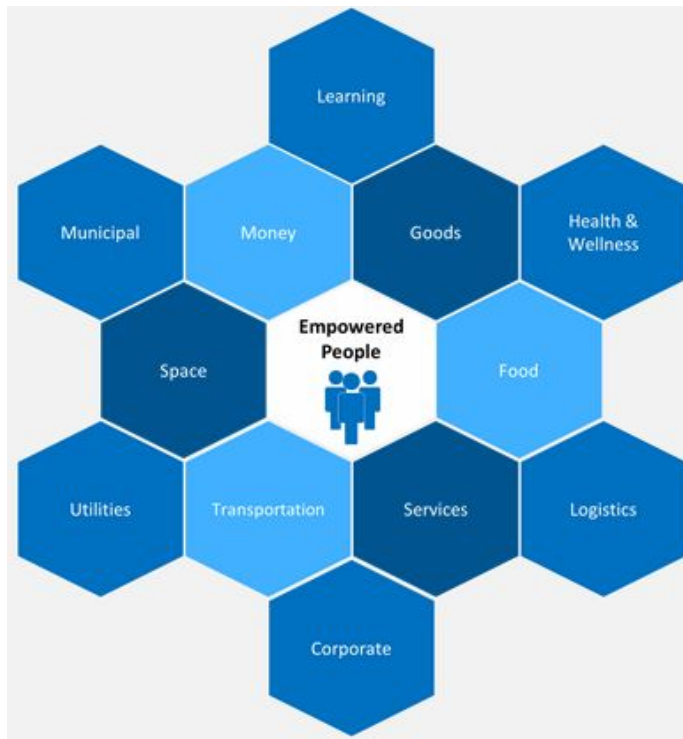 Learning
Municipal
Money
Goods
Health &
Wellness
Empowered
People
Space
Food
Utilities
Transportation
Services
Logistics
Corporate